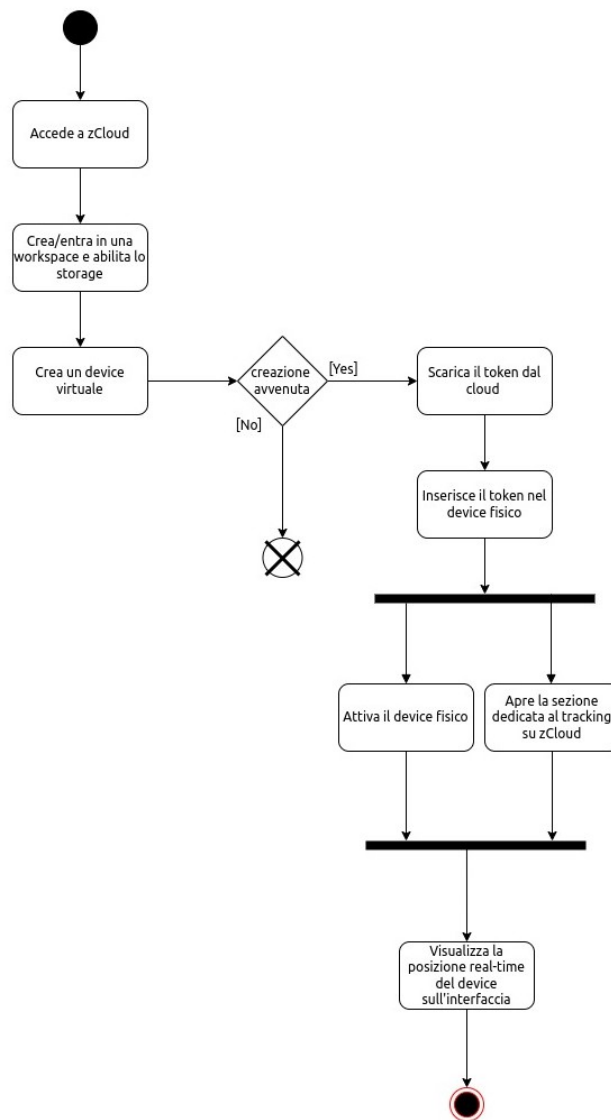 Accede a zCloud
Crea/entra in una
workspace e abilita lo
storage
Crea un device
virtuale
creazione
avvenuta
[Yes]
[No]
Scarica il token dal
cloud
Inserisce il token nel
device fisico
Attiva il device fisico
Apre la sezione
dedicata al tracking
su zCloud
Visualizza la
posizione real-time
del device
sull'interfaccia